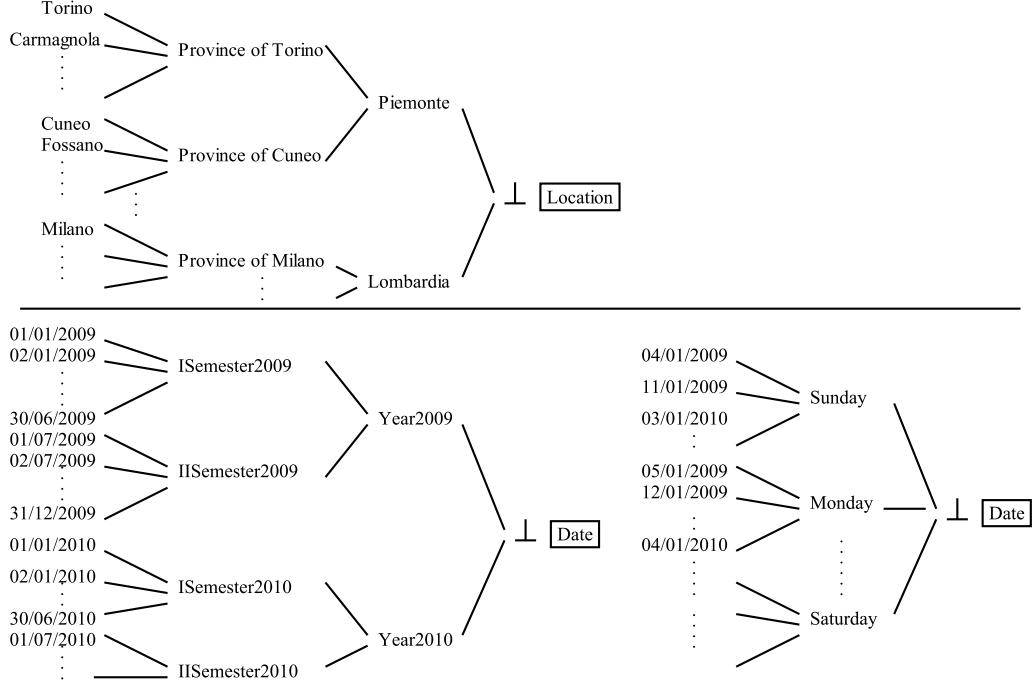 Torino
Carmagnola
Province of Torino
Piemonte
Cuneo
Fossano
Province of Cuneo
⊥ Location
Milano
Province of Milano
Lombardia
01/01/2009
02/01/2009
ISemester2009
30/06/2009
01/07/2009
Year2009
02/07/2009
IISemester2009
31/12/2009
⊥ Date
01/01/2010
02/01/2010
ISemester2010
30/06/2010
01/07/2010
Year2010
IISemester2010
04/01/2009
11/01/2009
Sunday
03/01/2010
05/01/2009
12/01/2009
Monday
⊥ Date
04/01/2010
Saturday